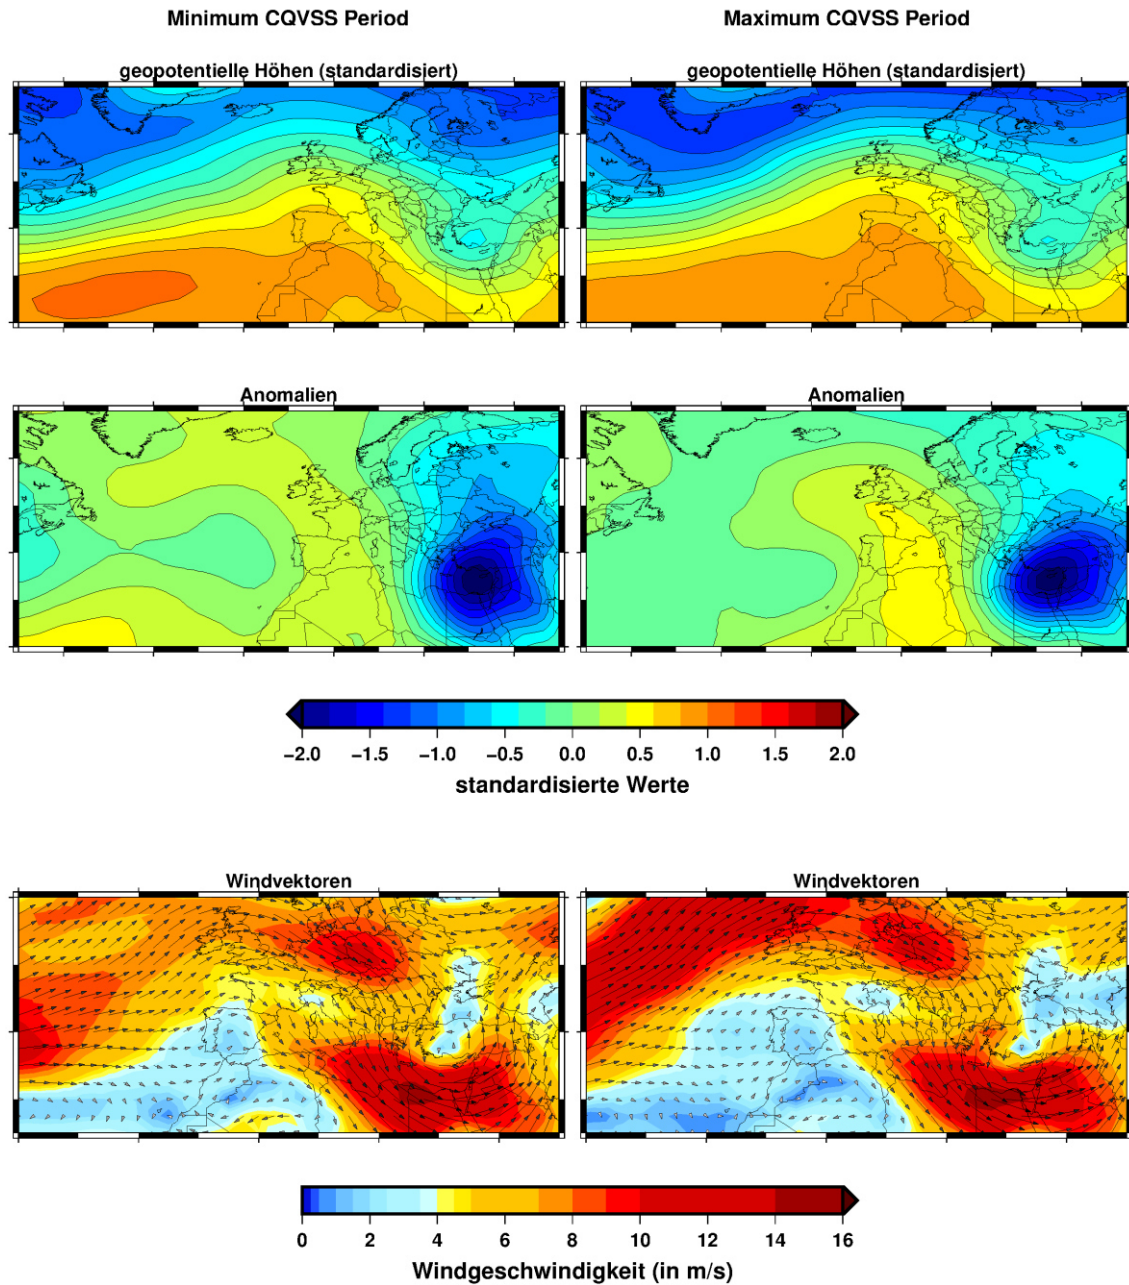 Minimum CQVSS Period
Maximum CQVSS Period
geopotentielle Höhen (standardisiert)
geopotentielle Höhen (standardisiert)
Anomalien
Anomalien
−2.0 −1.5 −1.0 −0.5 0.0 0.5 1.0 1.5 2.0
standardisierte Werte
Windvektoren
Windvektoren
0 2 4 6 8 10 12 14 16
Windgeschwindigkeit (in m/s)